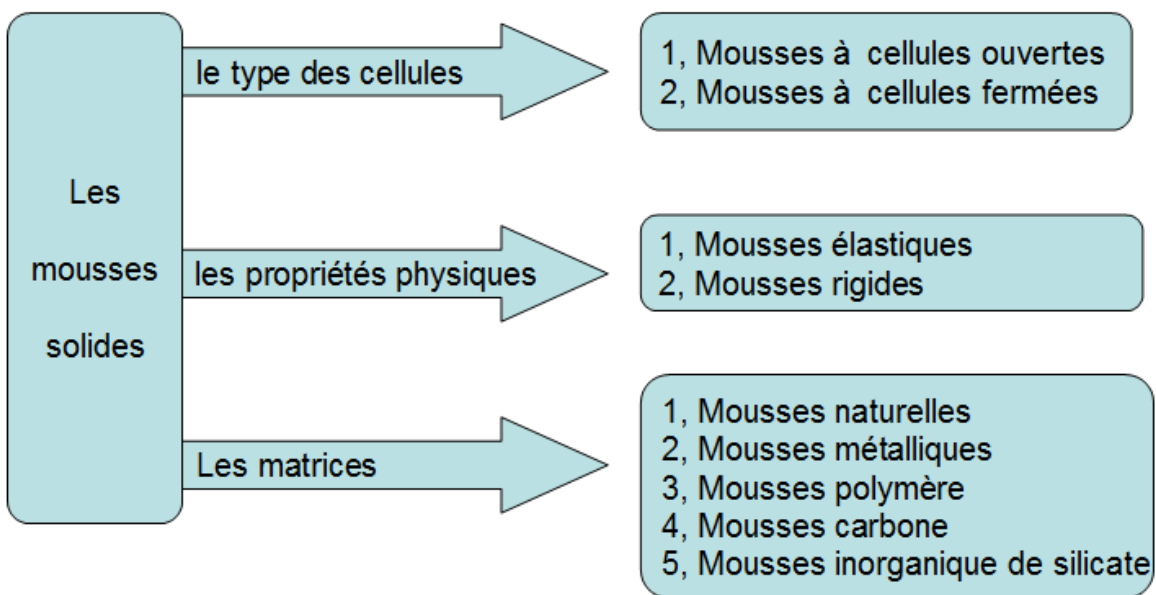 Les
mousses
solides
le type des cellules
1, Mousses à cellules ouvertes
2, Mousses à cellules fermées
les propriétés physiques
1, Mousses élastiques
2, Mousses rigides
Les matrices
1, Mousses naturelles
2, Mousses métalliques
3, Mousses polymère
4, Mousses carbone
5, Mousses inorganique de silicate